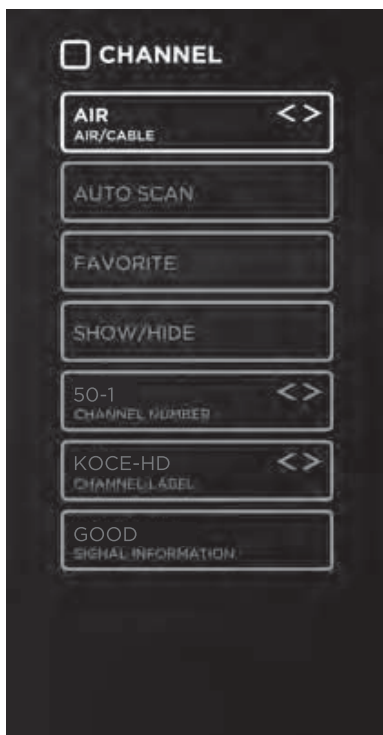 CHANNEL
AIR
AIR/CABLE
AUTO SCAN
FAVORITE
SHOW/HIDE
50-1
CHANNEL NUMBER
KOCE-HD
CHANNEL LABEL
GOOD
SIGNAL INFORMATION